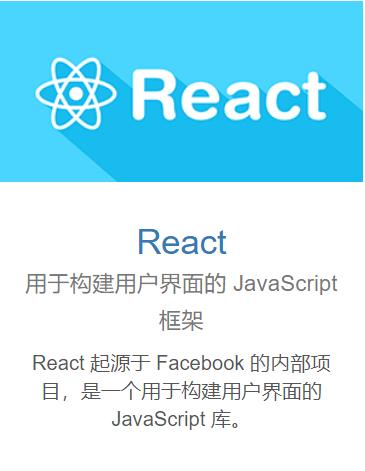 React
React
用于构建用户界面的 JavaScript
框架
React 起源于 Facebook 的内部项
目，是一个用于构建用户界面的
JavaScript 库。